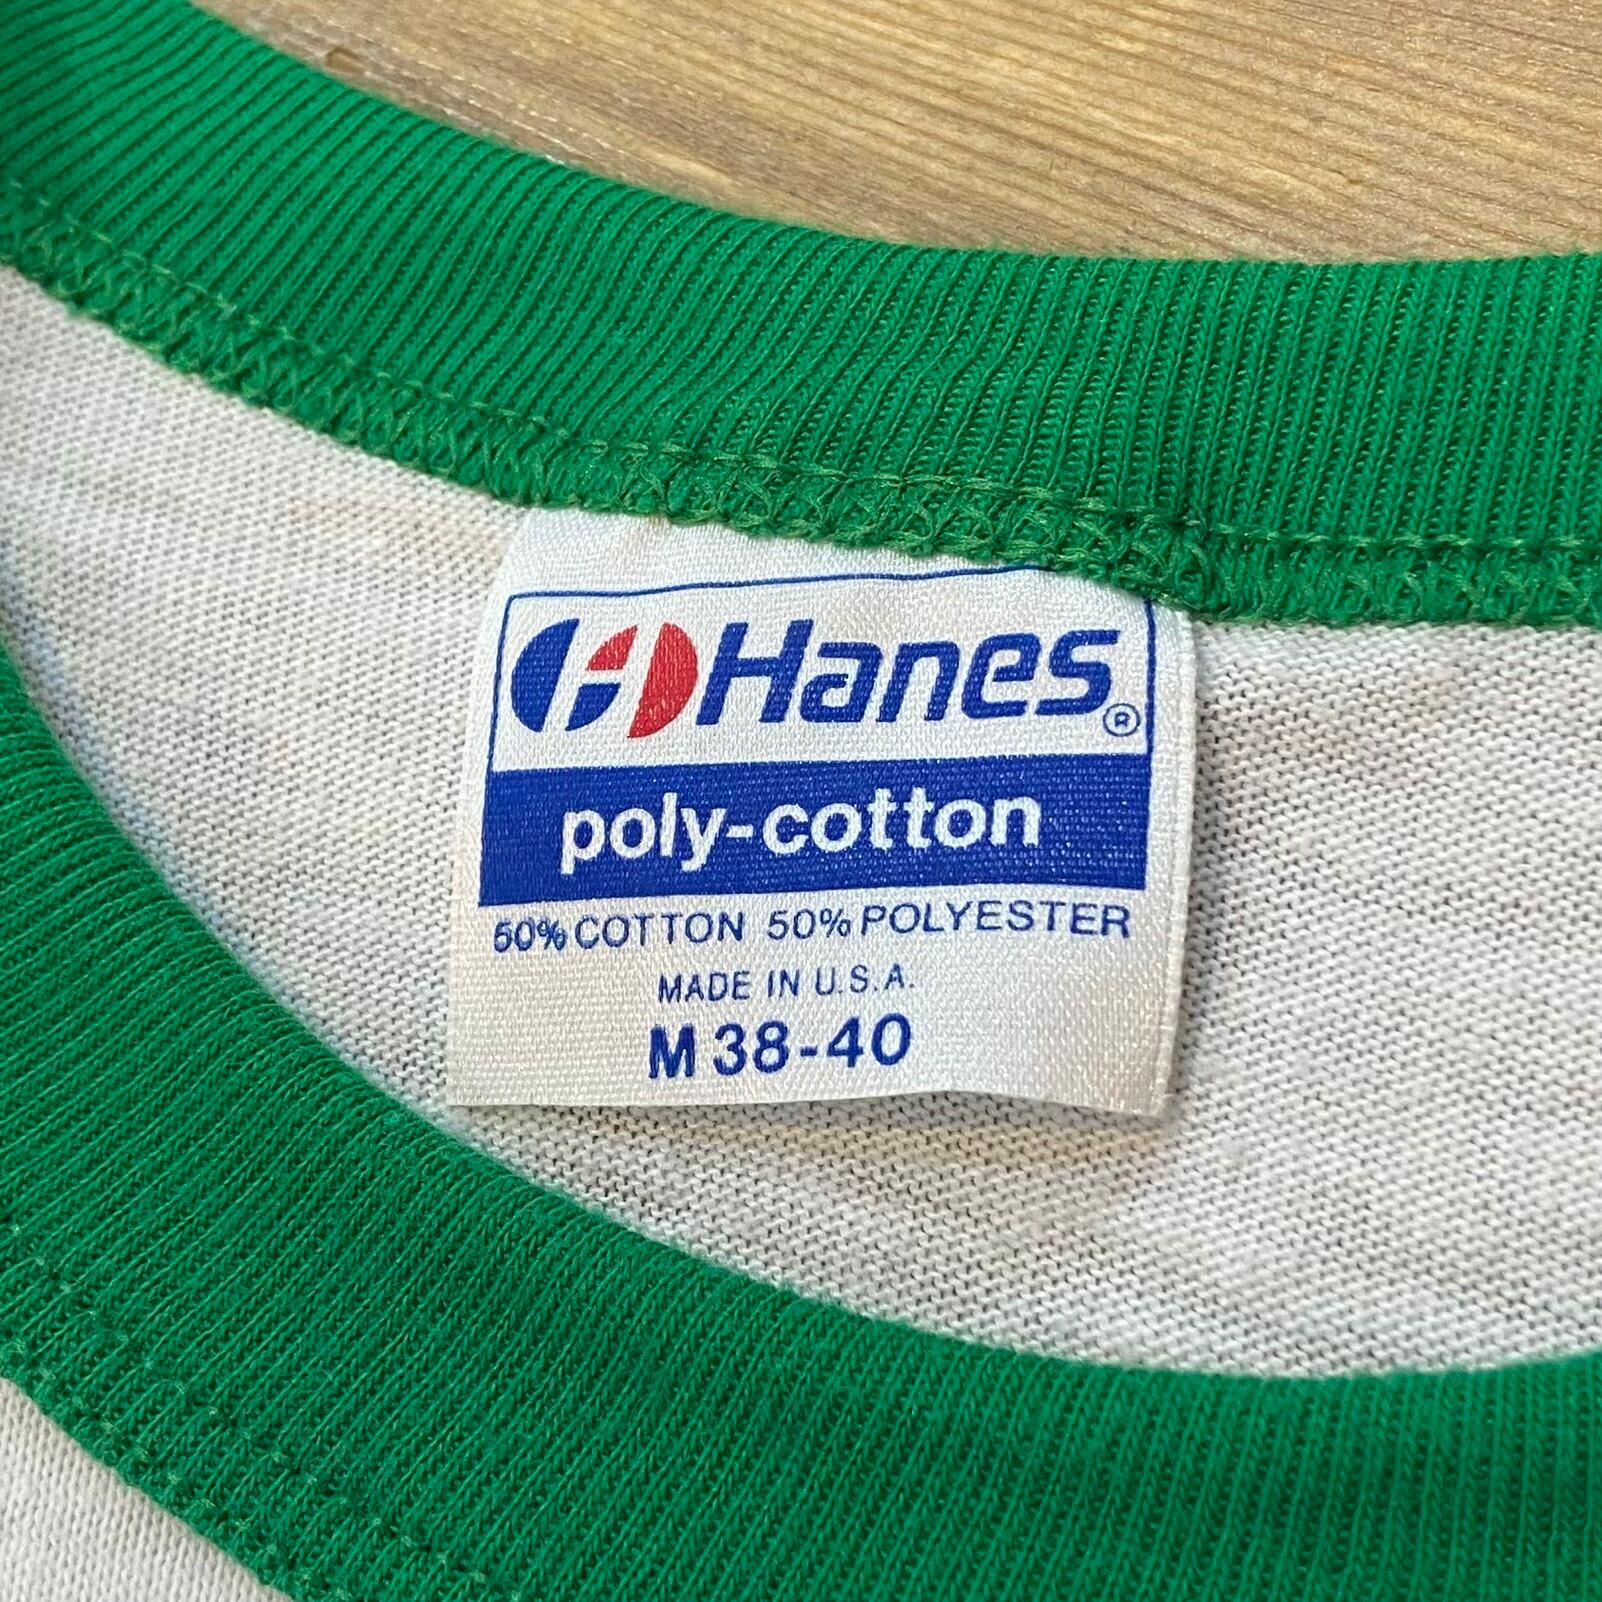 Hanes®
poly-cotton
50% COTTON 50% POLYESTER
MADE IN U.S.A.
M 38-40